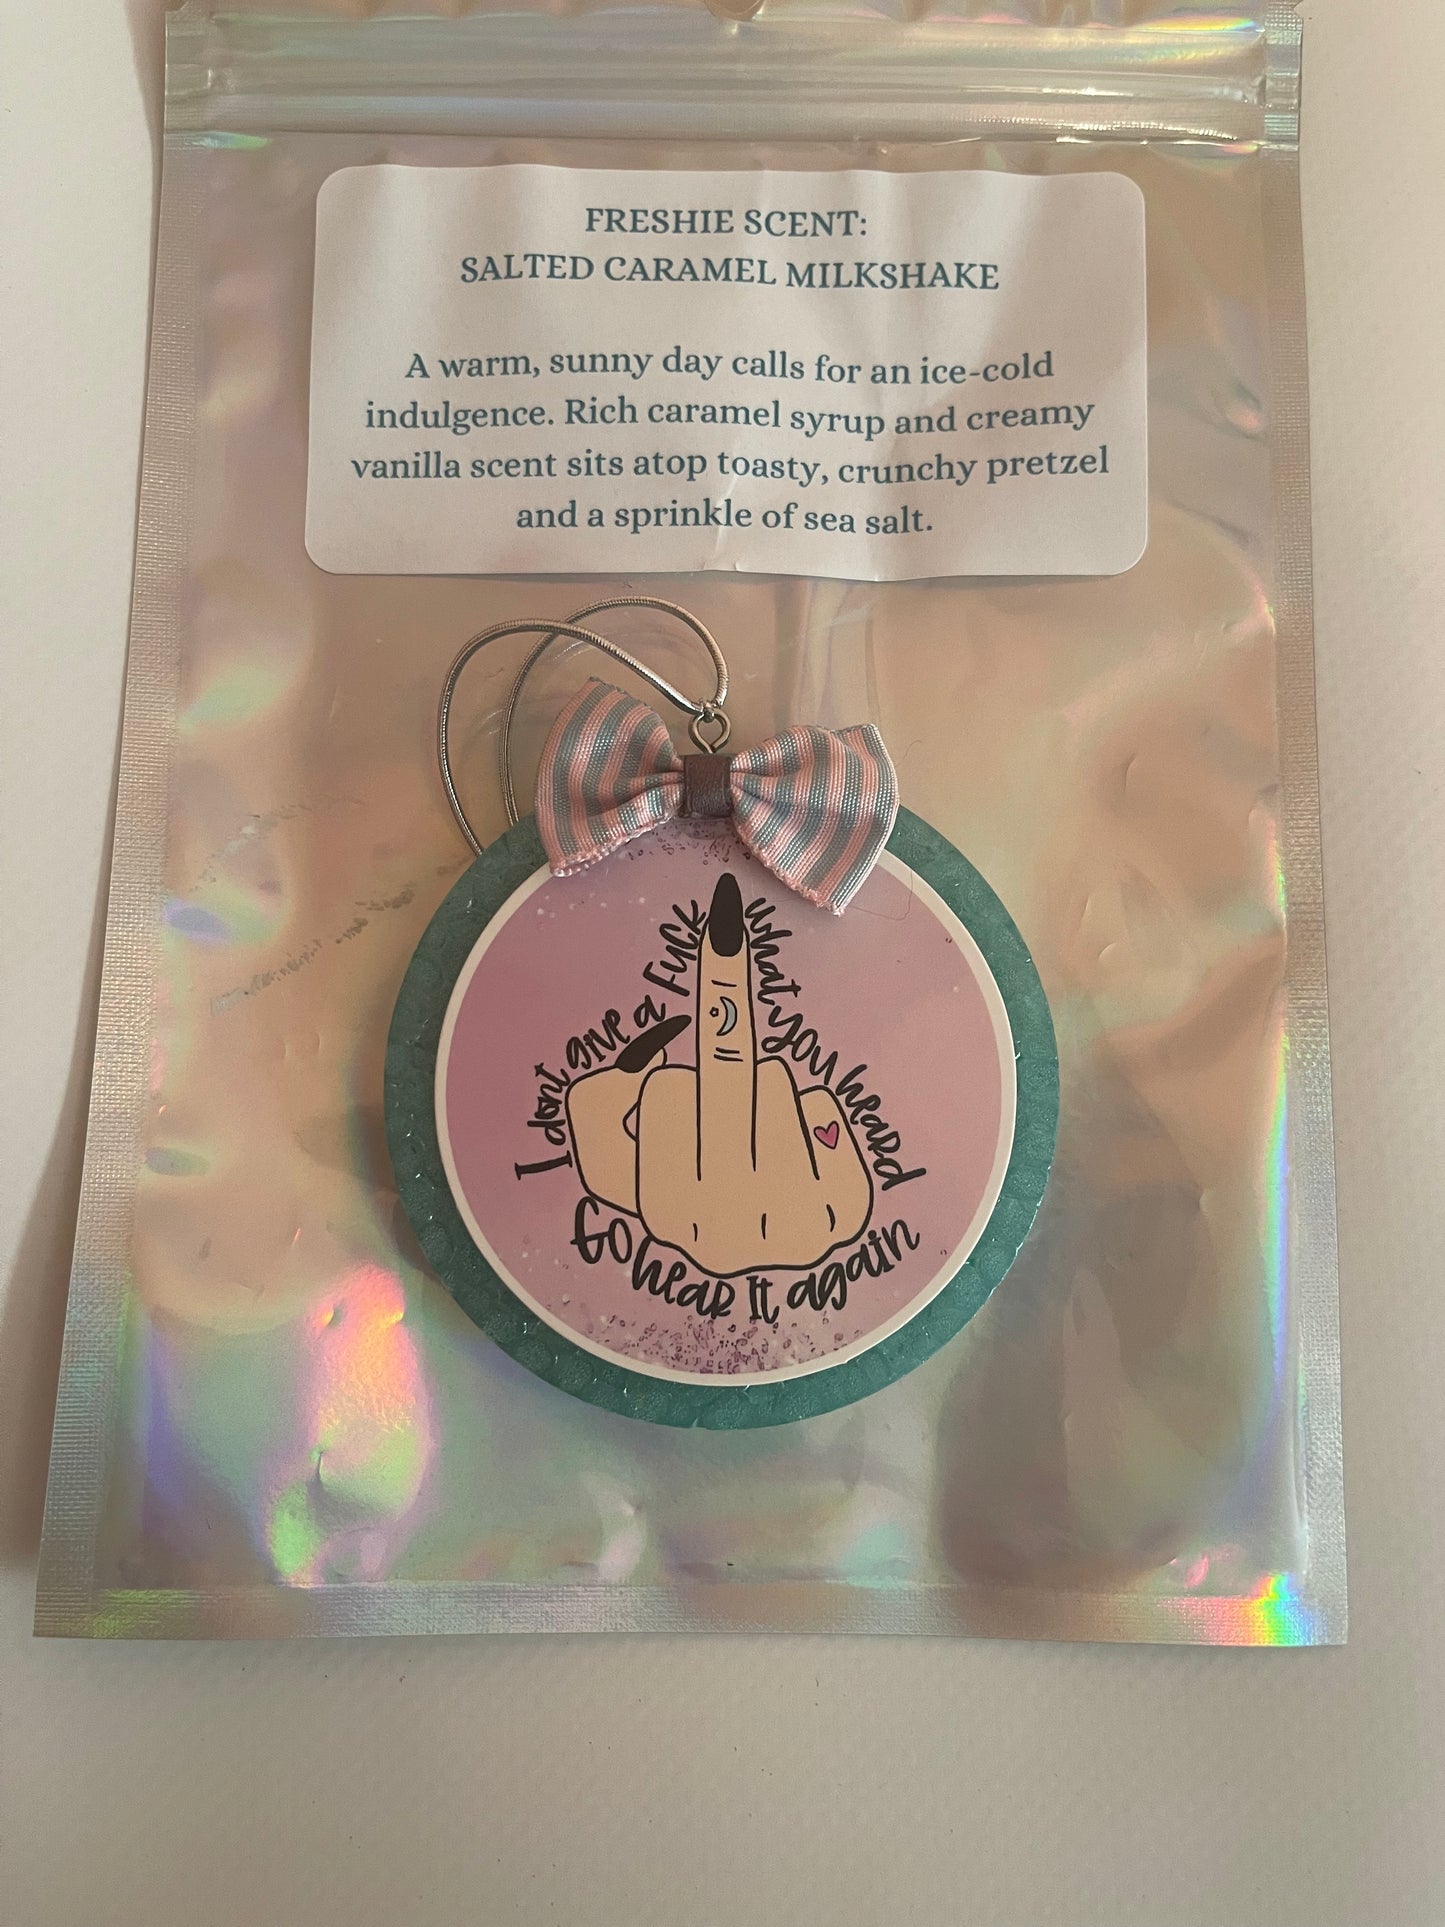 FRESHIE SCENT:
SALTED CARAMEL MILKSHAKE
A warm, sunny day calls for an ice-cold
indulgence. Rich caramel syrup and creamy
vanilla scent sits atop toasty, crunchy pretzel
and a sprinkle of sea salt.
I dont give a Fuck
what you heard
Go hear It again